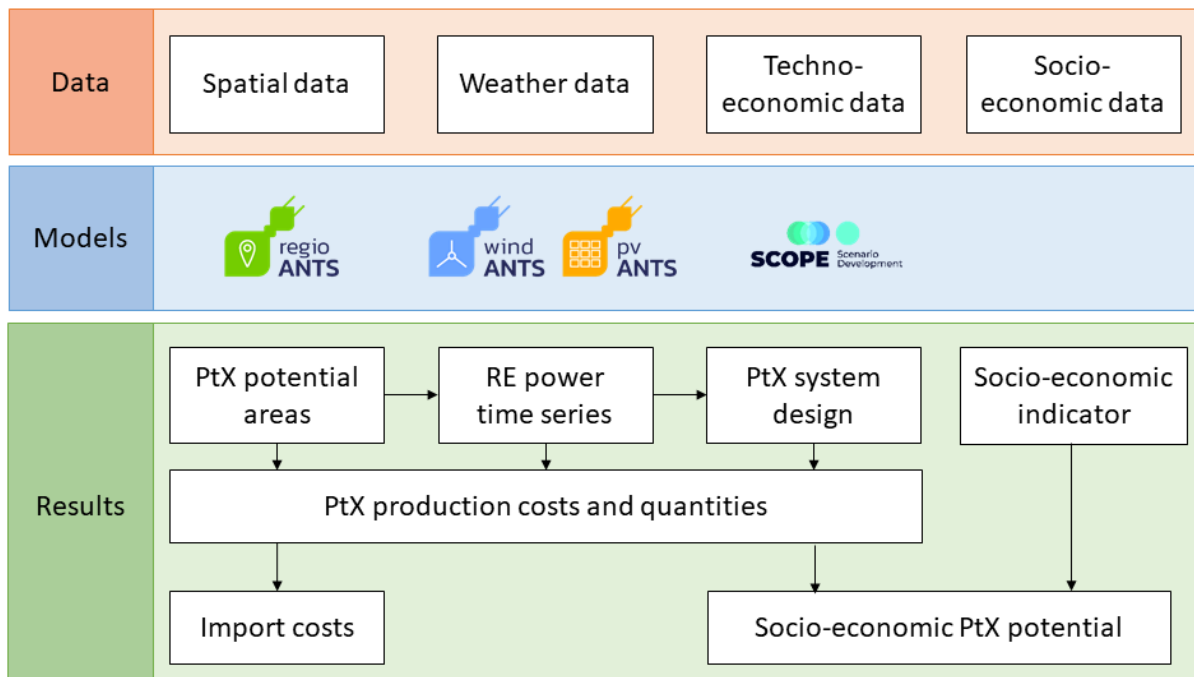 Data
Spatial data
Weather data
Techno-
economic data
Socio-
economic data
Models
regio
ANTS
wind
ANTS
pv
ANTS
SCOPE Scenario
Development
Results
PtX potential
areas
RE power
time series
PtX system
design
Socio-economic
indicator
PtX production costs and quantities
Import costs
Socio-economic PtX potential